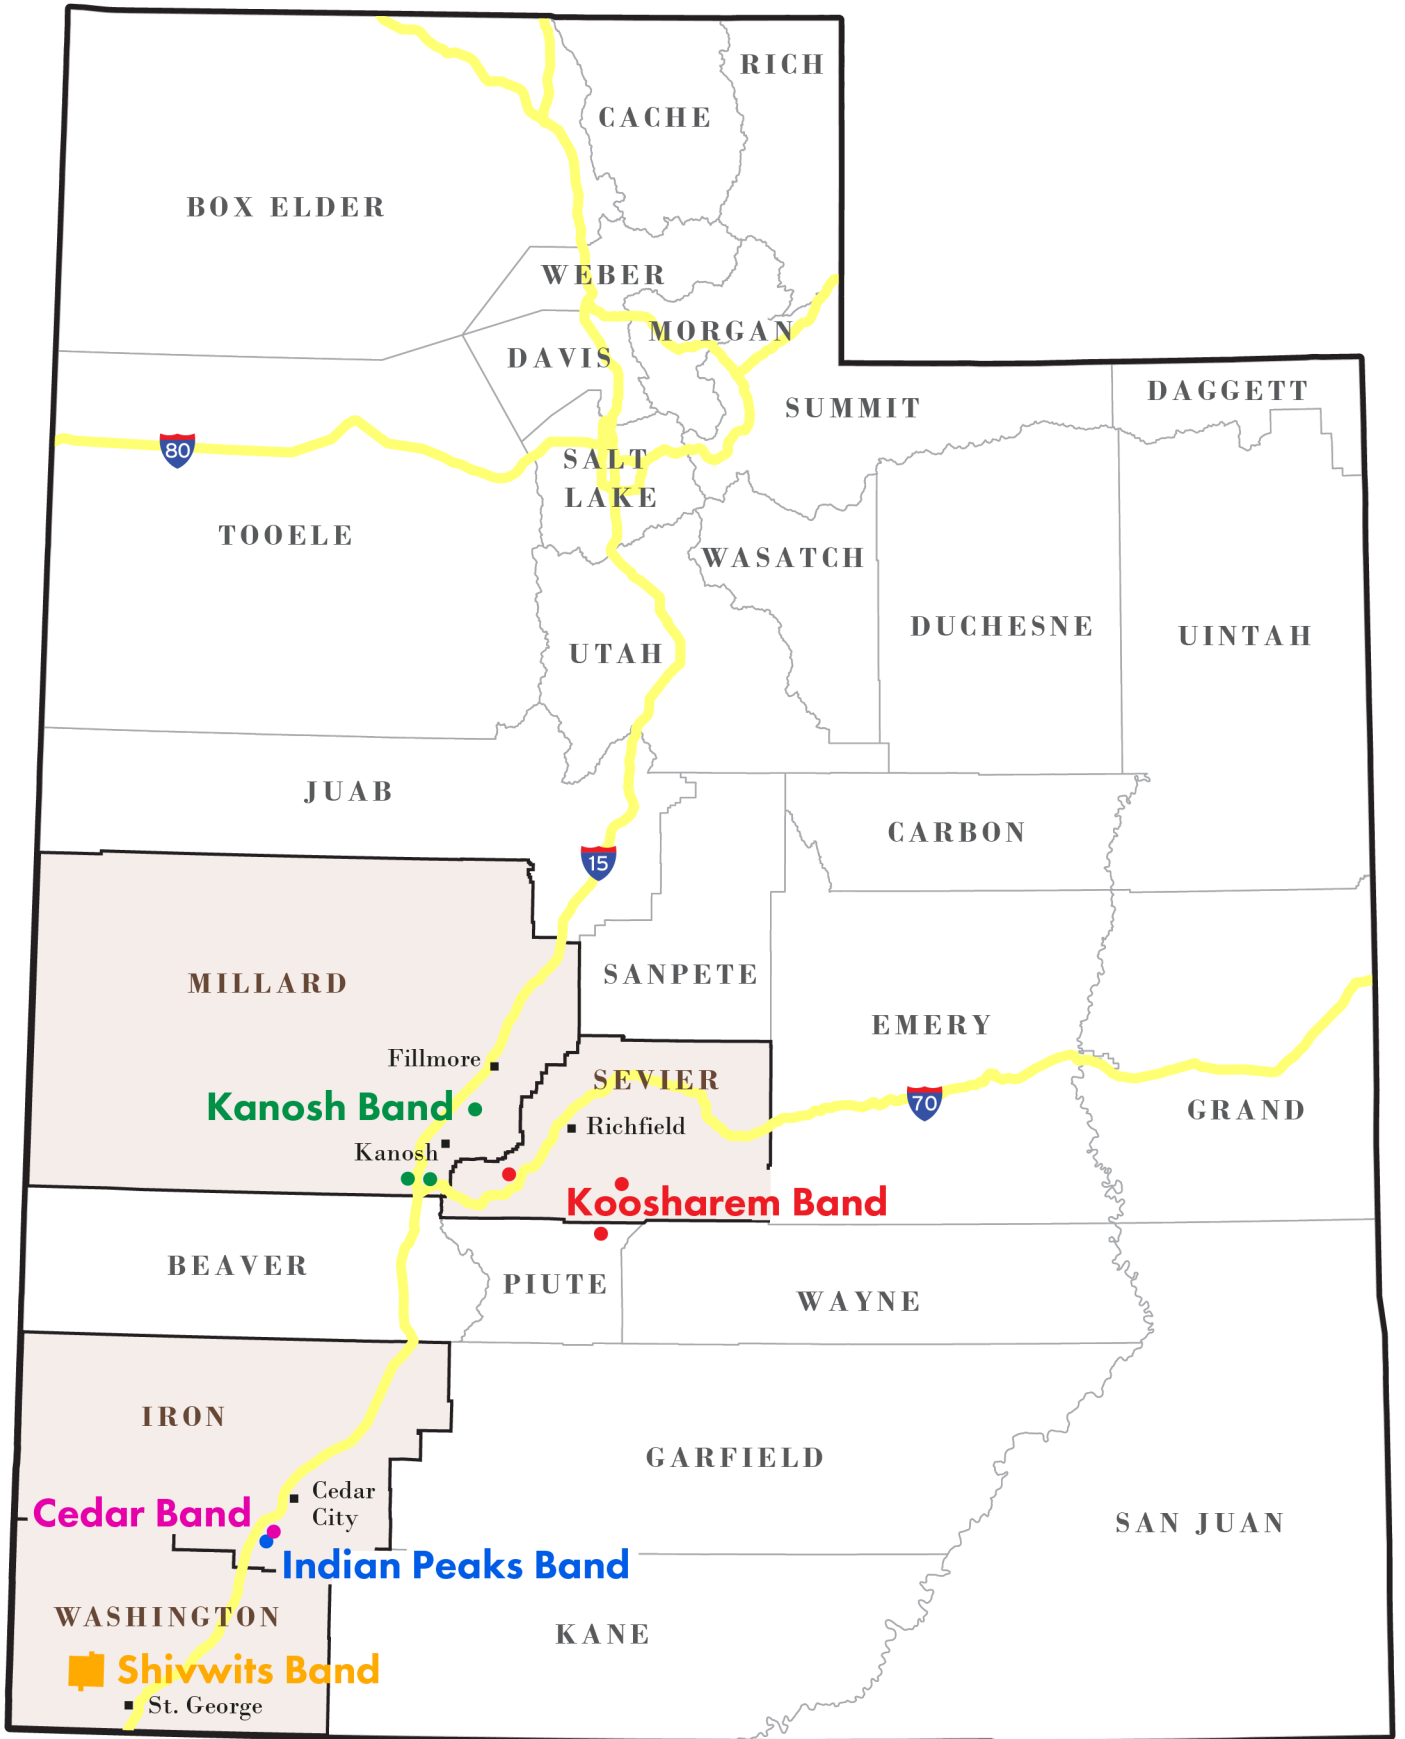 RICH
CACHE
BOX ELDER
WEBER
MORGAN
DAVIS
DAGGETT
SUMMIT
80
SALT
LAKE
TOOELE
WASATCH
DUCHESNE
UINTAH
UTAH
JUAB
CARBON
15
SANPETE
MILLARD
EMERY
Fillmore
SEVIER
70
Kanosh Band
GRAND
Richfield
Kanosh
Koosharem Band
BEAVER
PIUTE
WAYNE
IRON
GARFIELD
Cedar
City
Cedar Band
SAN JUAN
Indian Peaks Band
WASHINGTON
KANE
Shivwits Band
St. George